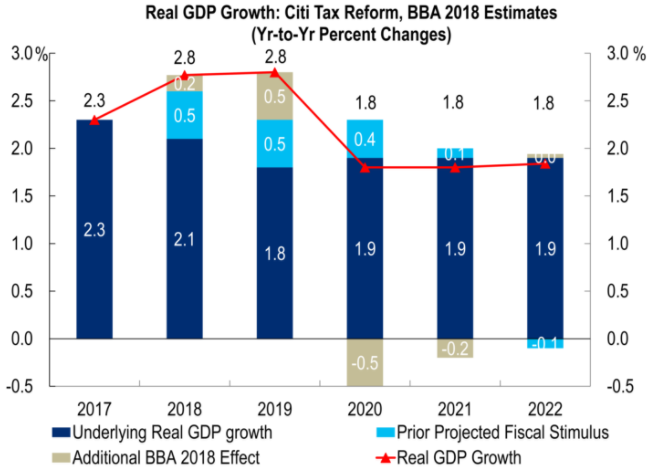 Real GDP Growth: Citi Tax Reform, BBA 2018 Estimates
(Yr-to-Yr Percent Changes)
3.0 % 3.0 %
2.8 2.8
2.3 1.8 1.8 1.8
0.2
2.5 2.5
0.5 0.5
0.5 0.4
2.0 0.1 0.0 2.0
1.5 1.5
2.3 2.1 1.8 1.9 1.9 1.9
1.0 1.0
0.5 0.5
0.0 -0.1 0.0
-0.5 -0.2
-0.5 -0.5
2017 2018 2019 2020 2021 2022
Underlying Real GDP growth Prior Projected Fiscal Stimulus
Additional BBA 2018 Effect Real GDP Growth